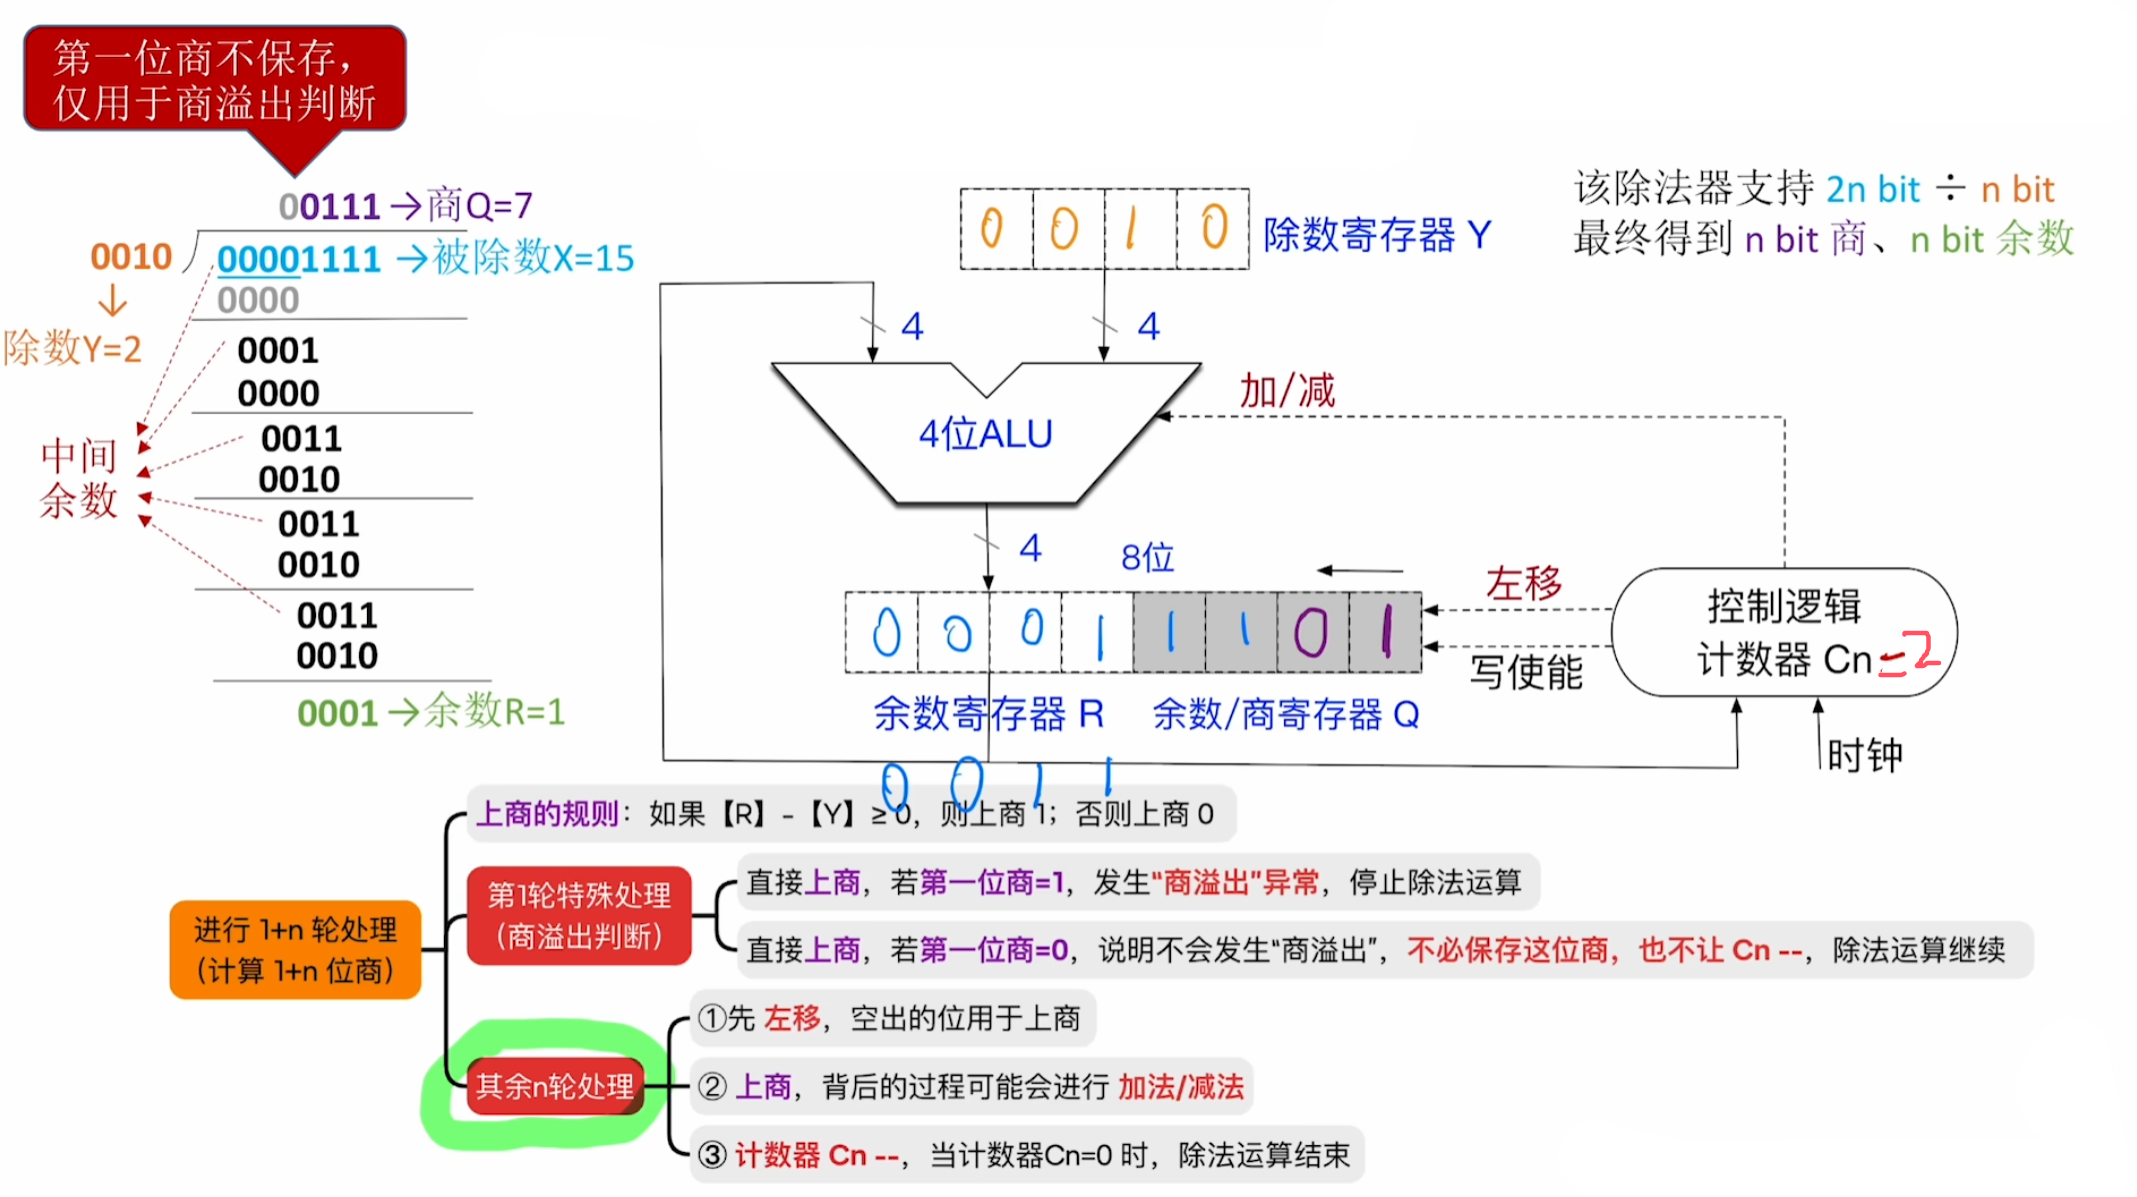 第一位商不保存，
仅用于商溢出判断
00111 →商Q=7
0010
00001111 →被除数X=15
0000
除数Y=2
0001
0000
0011
0010
中间
余数
0011
0010
0011
0010
0001 →余数R=1
0 0 1 0
除数寄存器 Y
该除法器支持 2n bit ÷ n bit
最终得到 n bit 商、n bit 余数
4
4
加/减
4位ALU
4
8位
左移
0 0 0 1 1 1 0 1
写使能
控制逻辑
计数器 Cn=2
余数寄存器 R
余数/商寄存器 Q
时钟
0 0 1 1
上商的规则：如果【R】-【Y】≥ 0，则上商 1；否则上商 0
进行 1+n 轮处理
（计算 1+n 位商）
第1轮特殊处理
（商溢出判断）
直接上商，若第一位商=1，发生“商溢出”异常，停止除法运算
直接上商，若第一位商=0，说明不会发生“商溢出”，不必保存这位商，也不让 Cn --，除法运算继续
其余n轮处理
①先 左移，空出的位用于上商
② 上商，背后的过程可能会进行 加法/减法
③ 计数器 Cn --，当计数器Cn=0 时，除法运算结束